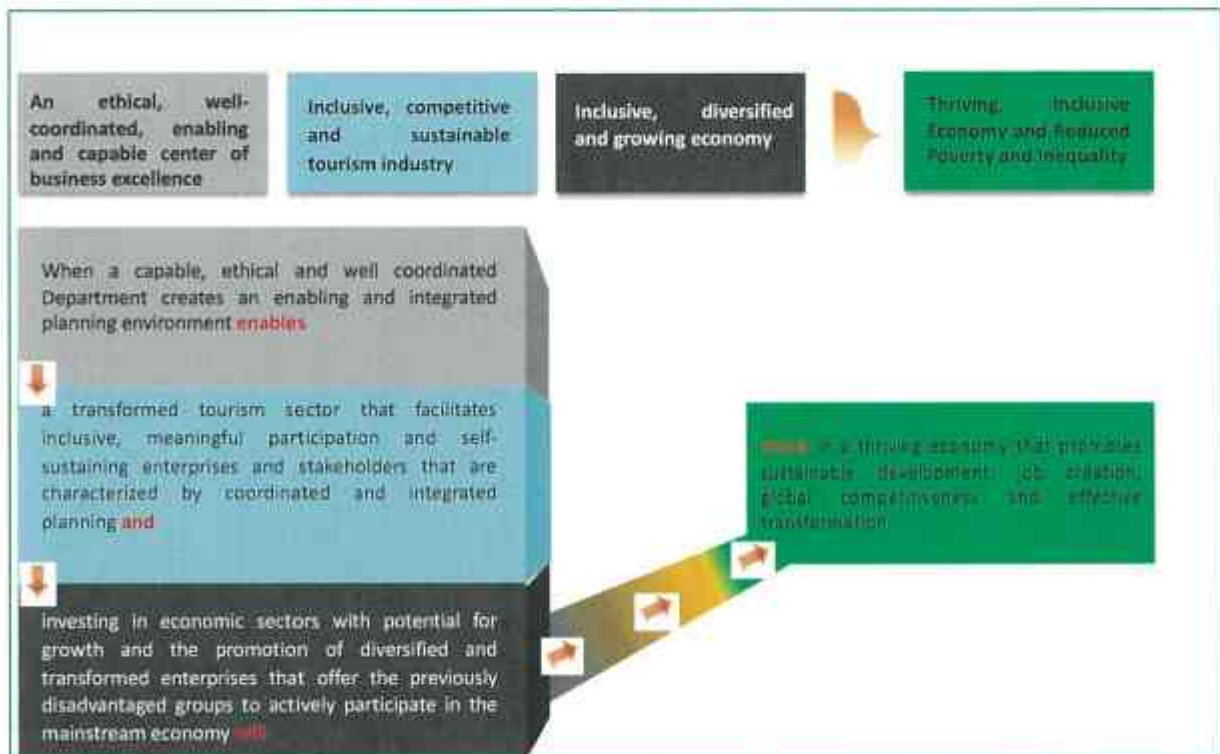 An ethical, well-
coordinated, enabling
and capable center of
business excellence
Inclusive, competitive
and sustainable
tourism industry
Inclusive, diversified
and growing economy
Thriving, Inclusive
Economy and Reduced
Poverty and Inequality
When a capable, ethical and well coordinated
Department creates an enabling and integrated
planning environment enables
a transformed tourism sector that facilitates
inclusive, meaningful participation and self-
sustaining enterprises and stakeholders that are
characterized by coordinated and integrated
planning and
investing in economic sectors with potential for
growth and the promotion of diversified and
transformed enterprises that offer the previously
disadvantaged groups to actively participate in the
mainstream economy
in a thriving economy that promotes
sustainable development, job creation,
global competitiveness and effective
transformation